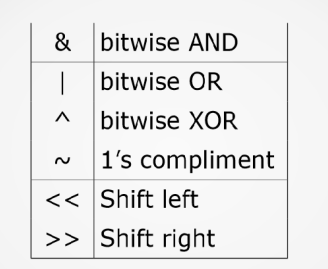 & bitwise AND
| bitwise OR
^ bitwise XOR
~ 1's compliment
<< Shift left
>> Shift right